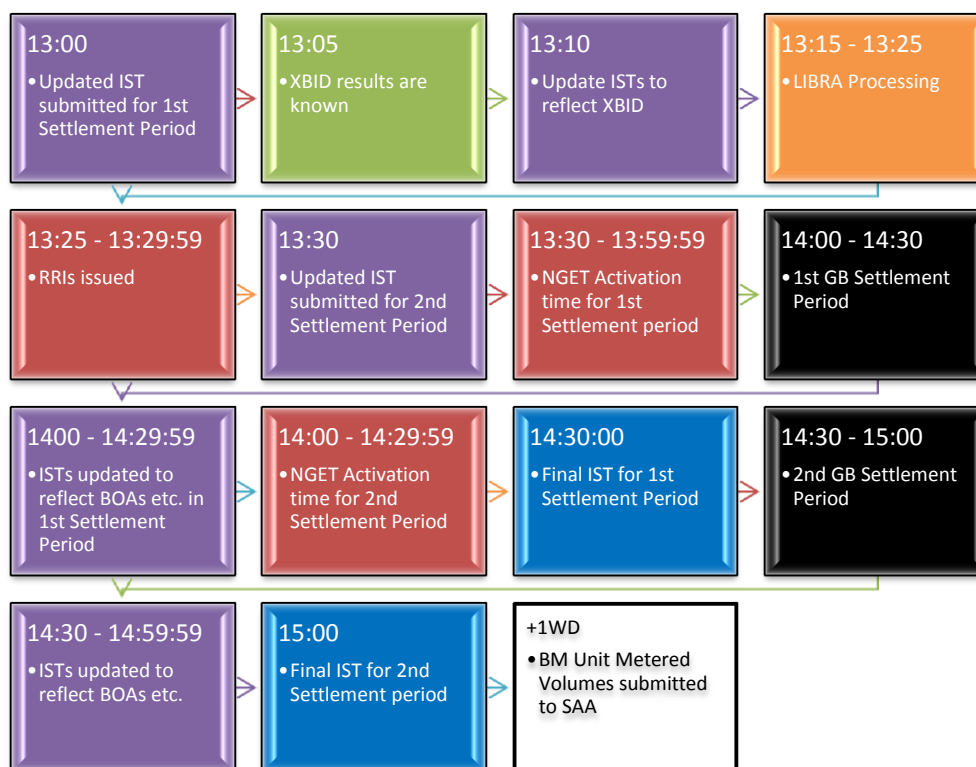 13:00
•Updated IST
submitted for 1st
Settlement Period
13:05
•XBID results are
known
13:10
•Update ISTs to
reflect XBID
13:15 - 13:25
•LIBRA Processing
13:25 - 13:29:59
•RRIs issued
13:30
•Updated IST
submitted for 2nd
Settlement Period
13:30 - 13:59:59
•NGET Activation
time for 1st
Settlement period
14:00 - 14:30
•1st GB Settlement
Period
1400 - 14:29:59
•ISTs updated to
reflect BOAs etc. in
1st Settlement
Period
14:00 - 14:29:59
•NGET Activation
time for 2nd
Settlement Period
14:30:00
•Final IST for 1st
Settlement Period
14:30 - 15:00
•2nd GB Settlement
Period
14:30 - 14:59:59
•ISTs updated to
reflect BOAs etc.
15:00
•Final IST for 2nd
Settlement period
+1WD
•BM Unit Metered
Volumes submitted
to SAA